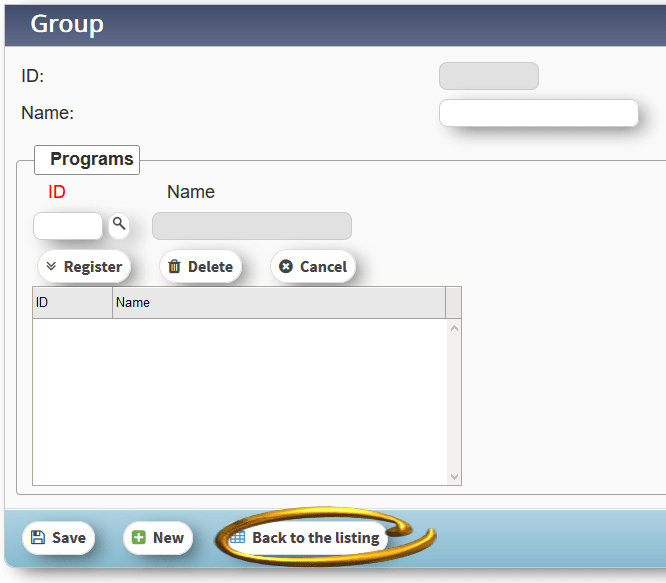 Group
ID:
Name:
Programs
ID Name
Register Delete Cancel
ID Name
Save New Back to the listing